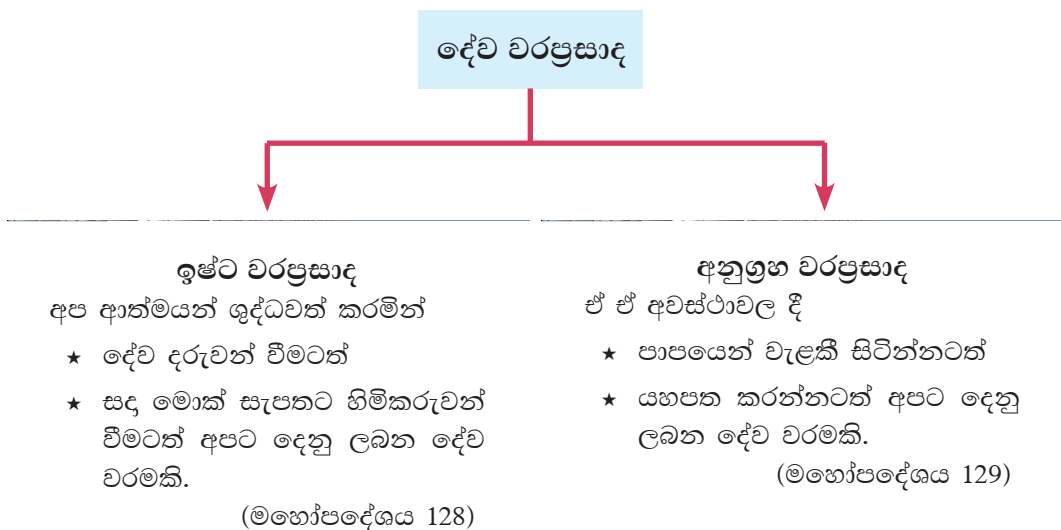 දේව වරප්‍රසාද
ඉෂ්ට වරප්‍රසාද
අප ආත්මයන් ශුද්ධවත් කරමින්
★ දේව දරුවන් වීමටත්
★ සදා මොක් සැපතට හිමිකරුවන්
වීමටත් අපට දෙනු ලබන දේව
වරමකි.
(මහෝපදේශය 128)
අනුග්‍රහ වරප්‍රසාද
ඒ ඒ අවස්ථාවල දී
★ පාපයෙන් වැළකී සිටින්නටත්
★ යහපත කරන්නටත් අපට දෙනු
ලබන දේව වරමකි.
(මහෝපදේශය 129)